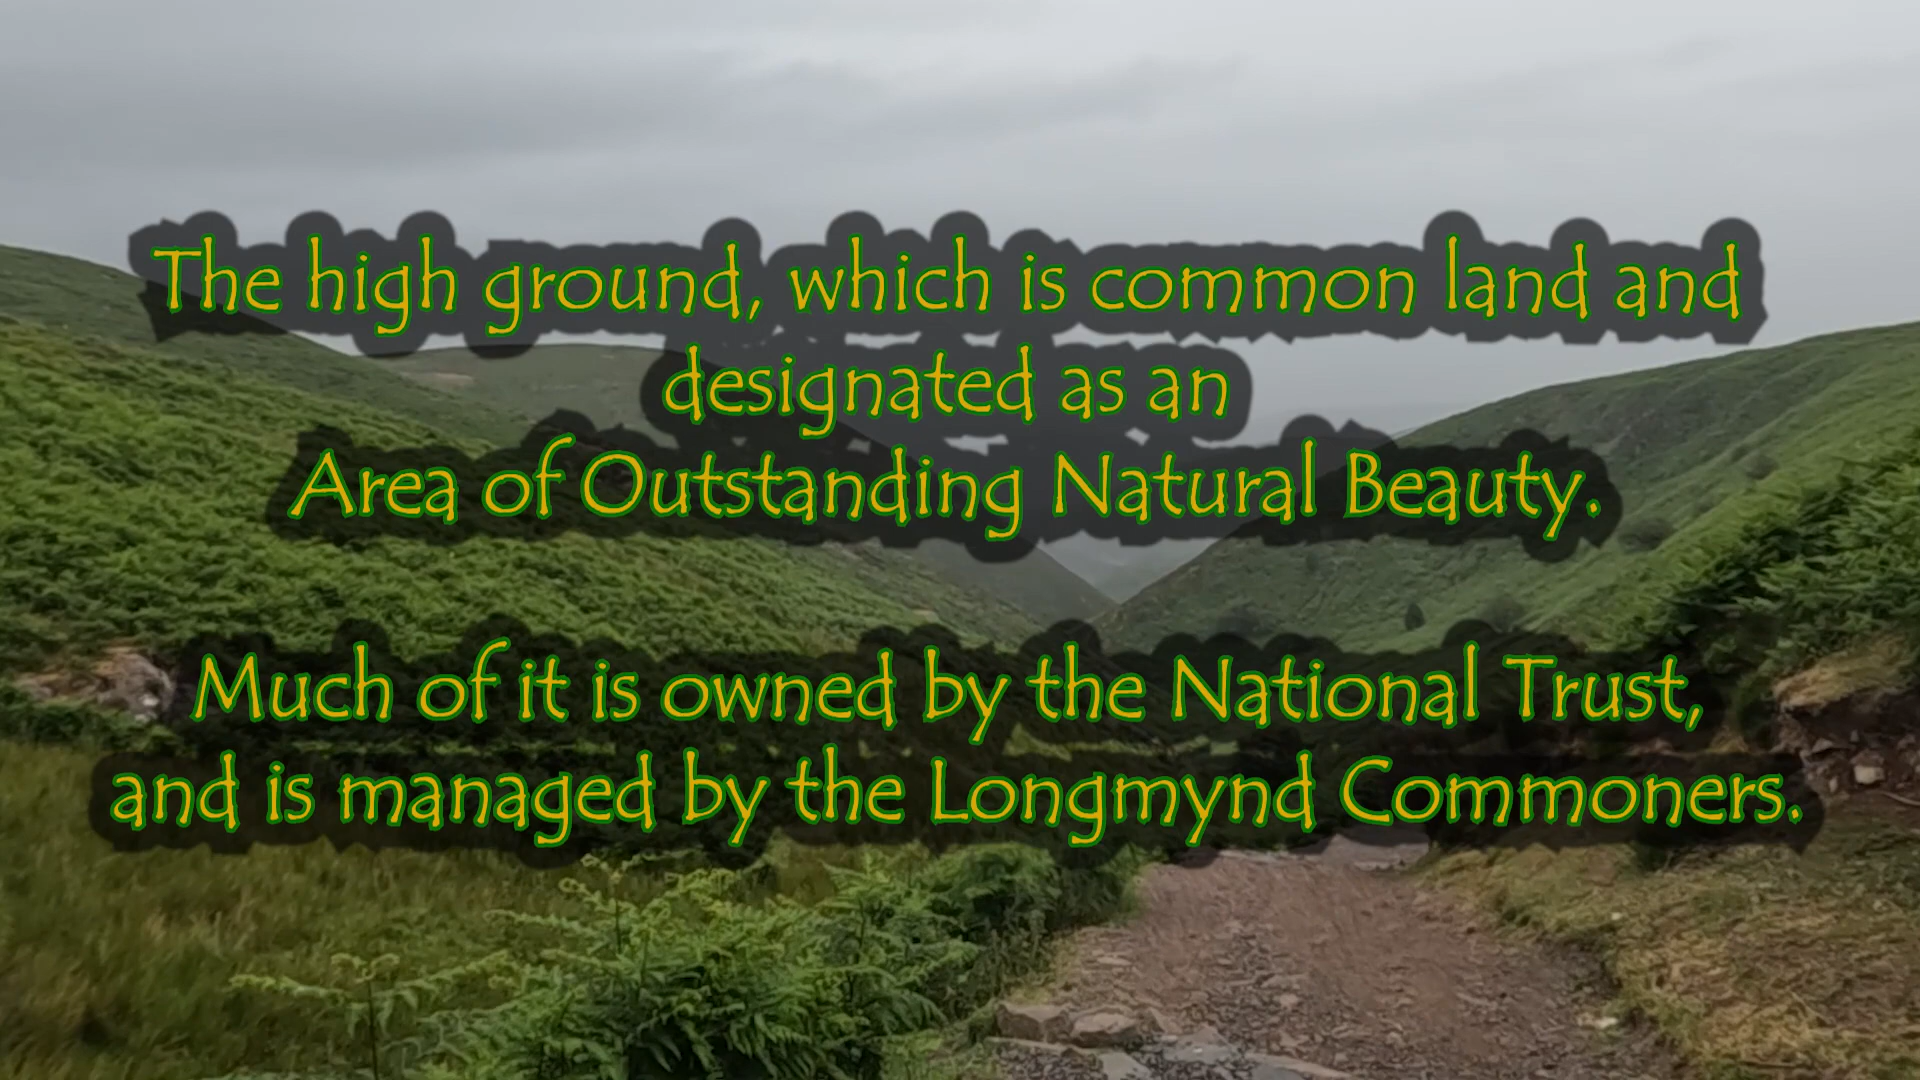 The high ground, which is common land and
designated as an
Area of Outstanding Natural Beauty.
Much of it is owned by the National Trust,
and is managed by the Longmynd Commoners.